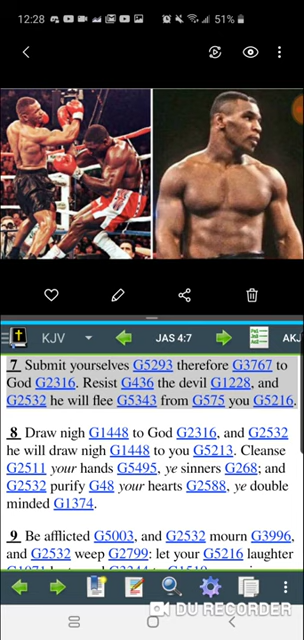 12:28
51%
KJV
JAS 4:7
AKJ
7 Submit yourselves G5293 therefore G3767 to
God G2316. Resist G436 the devil G1228, and
G2532 he will flee G5343 from G575 you G5216.
8 Draw nigh G1448 to God G2316, and G2532
he will draw nigh G1448 to you G5213. Cleanse
G2511 your hands G5495, ye sinners G268; and
G2532 purify G48 your hearts G2588, ye double
minded G1374.
9 Be afflicted G5003, and G2532 mourn G3996,
and G2532 weep G2799: let your G5216 laughter
DU RECORDER